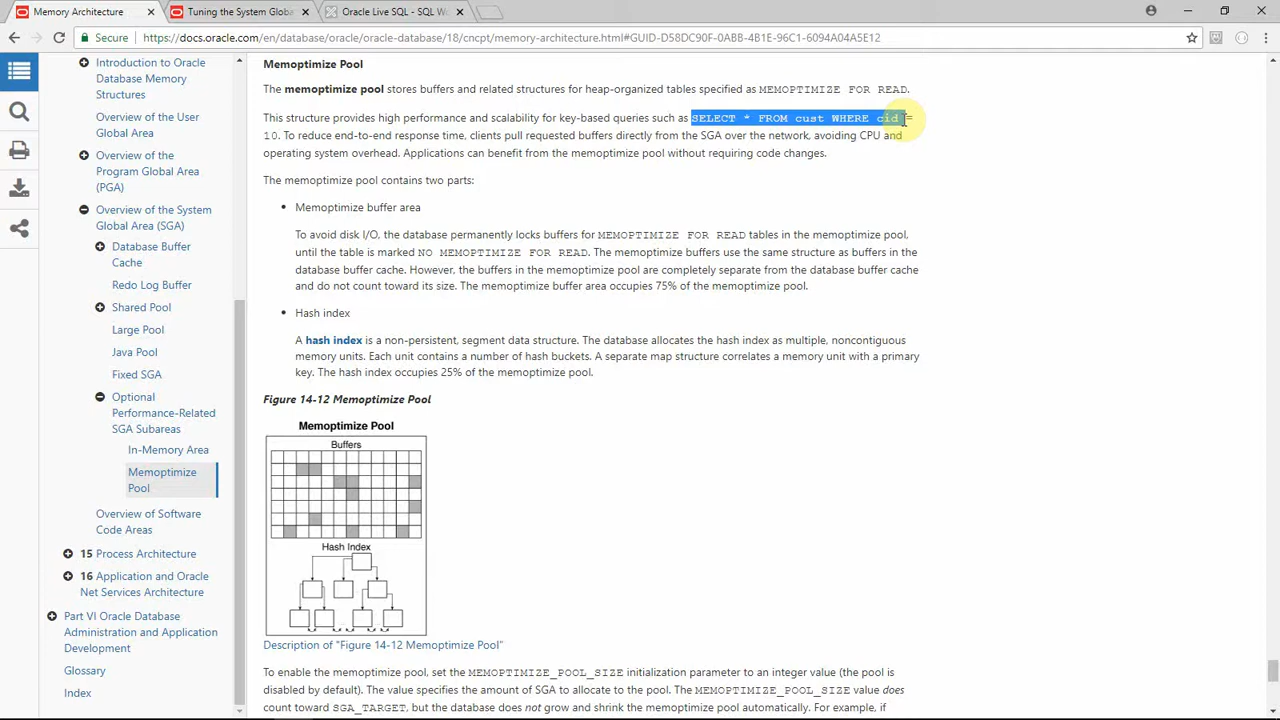 Memory Architecture
Tuning the System Globa
Oracle Live SQL - SQL W
Secure
https://docs.oracle.com/en/database/oracle/oracle-database/18/cncpt/memory-architecture.html#GUID-D58DC90F-0ABB-4B1E-96C1-6094A04A5E12
Introduction to Oracle
Database Memory
Structures
Overview of the User
Global Area
Overview of the
Program Global Area
(PGA)
Overview of the System
Global Area (SGA)
Database Buffer
Cache
Redo Log Buffer
Shared Pool
Large Pool
Java Pool
Fixed SGA
Optional
Performance-Related
SGA Subareas
In-Memory Area
Memoptimize
Pool
Overview of Software
Code Areas
15 Process Architecture
16 Application and Oracle
Net Services Architecture
Part VI Oracle Database
Administration and Application
Development
Glossary
Index
Memoptimize Pool
The memoptimize pool stores buffers and related structures for heap-organized tables specified as MEMOPTIMIZE FOR READ.
This structure provides high performance and scalability for key-based queries such as SELECT * FROM cust WHERE cid =
10. To reduce end-to-end response time, clients pull requested buffers directly from the SGA over the network, avoiding CPU and
operating system overhead. Applications can benefit from the memoptimize pool without requiring code changes.
The memoptimize pool contains two parts:
• Memoptimize buffer area
To avoid disk I/O, the database permanently locks buffers for MEMOPTIMIZE FOR READ tables in the memoptimize pool,
until the table is marked NO MEMOPTIMIZE FOR READ. The memoptimize buffers use the same structure as buffers in the
database buffer cache. However, the buffers in the memoptimize pool are completely separate from the database buffer cache
and do not count toward its size. The memoptimize buffer area occupies 75% of the memoptimize pool.
• Hash index
A hash index is a non-persistent, segment data structure. The database allocates the hash index as multiple, noncontiguous
memory units. Each unit contains a number of hash buckets. A separate map structure correlates a memory unit with a primary
key. The hash index occupies 25% of the memoptimize pool.
Figure 14-12 Memoptimize Pool
Memoptimize Pool
Buffers
Hash Index
Description of "Figure 14-12 Memoptimize Pool"
To enable the memoptimize pool, set the MEMOPTIMIZE_POOL_SIZE initialization parameter to an integer value (the pool is
disabled by default). The value specifies the amount of SGA to allocate to the pool. The MEMOPTIMIZE_POOL_SIZE value does
count toward SGA_TARGET, but the database does not grow and shrink the memoptimize pool automatically. For example, if